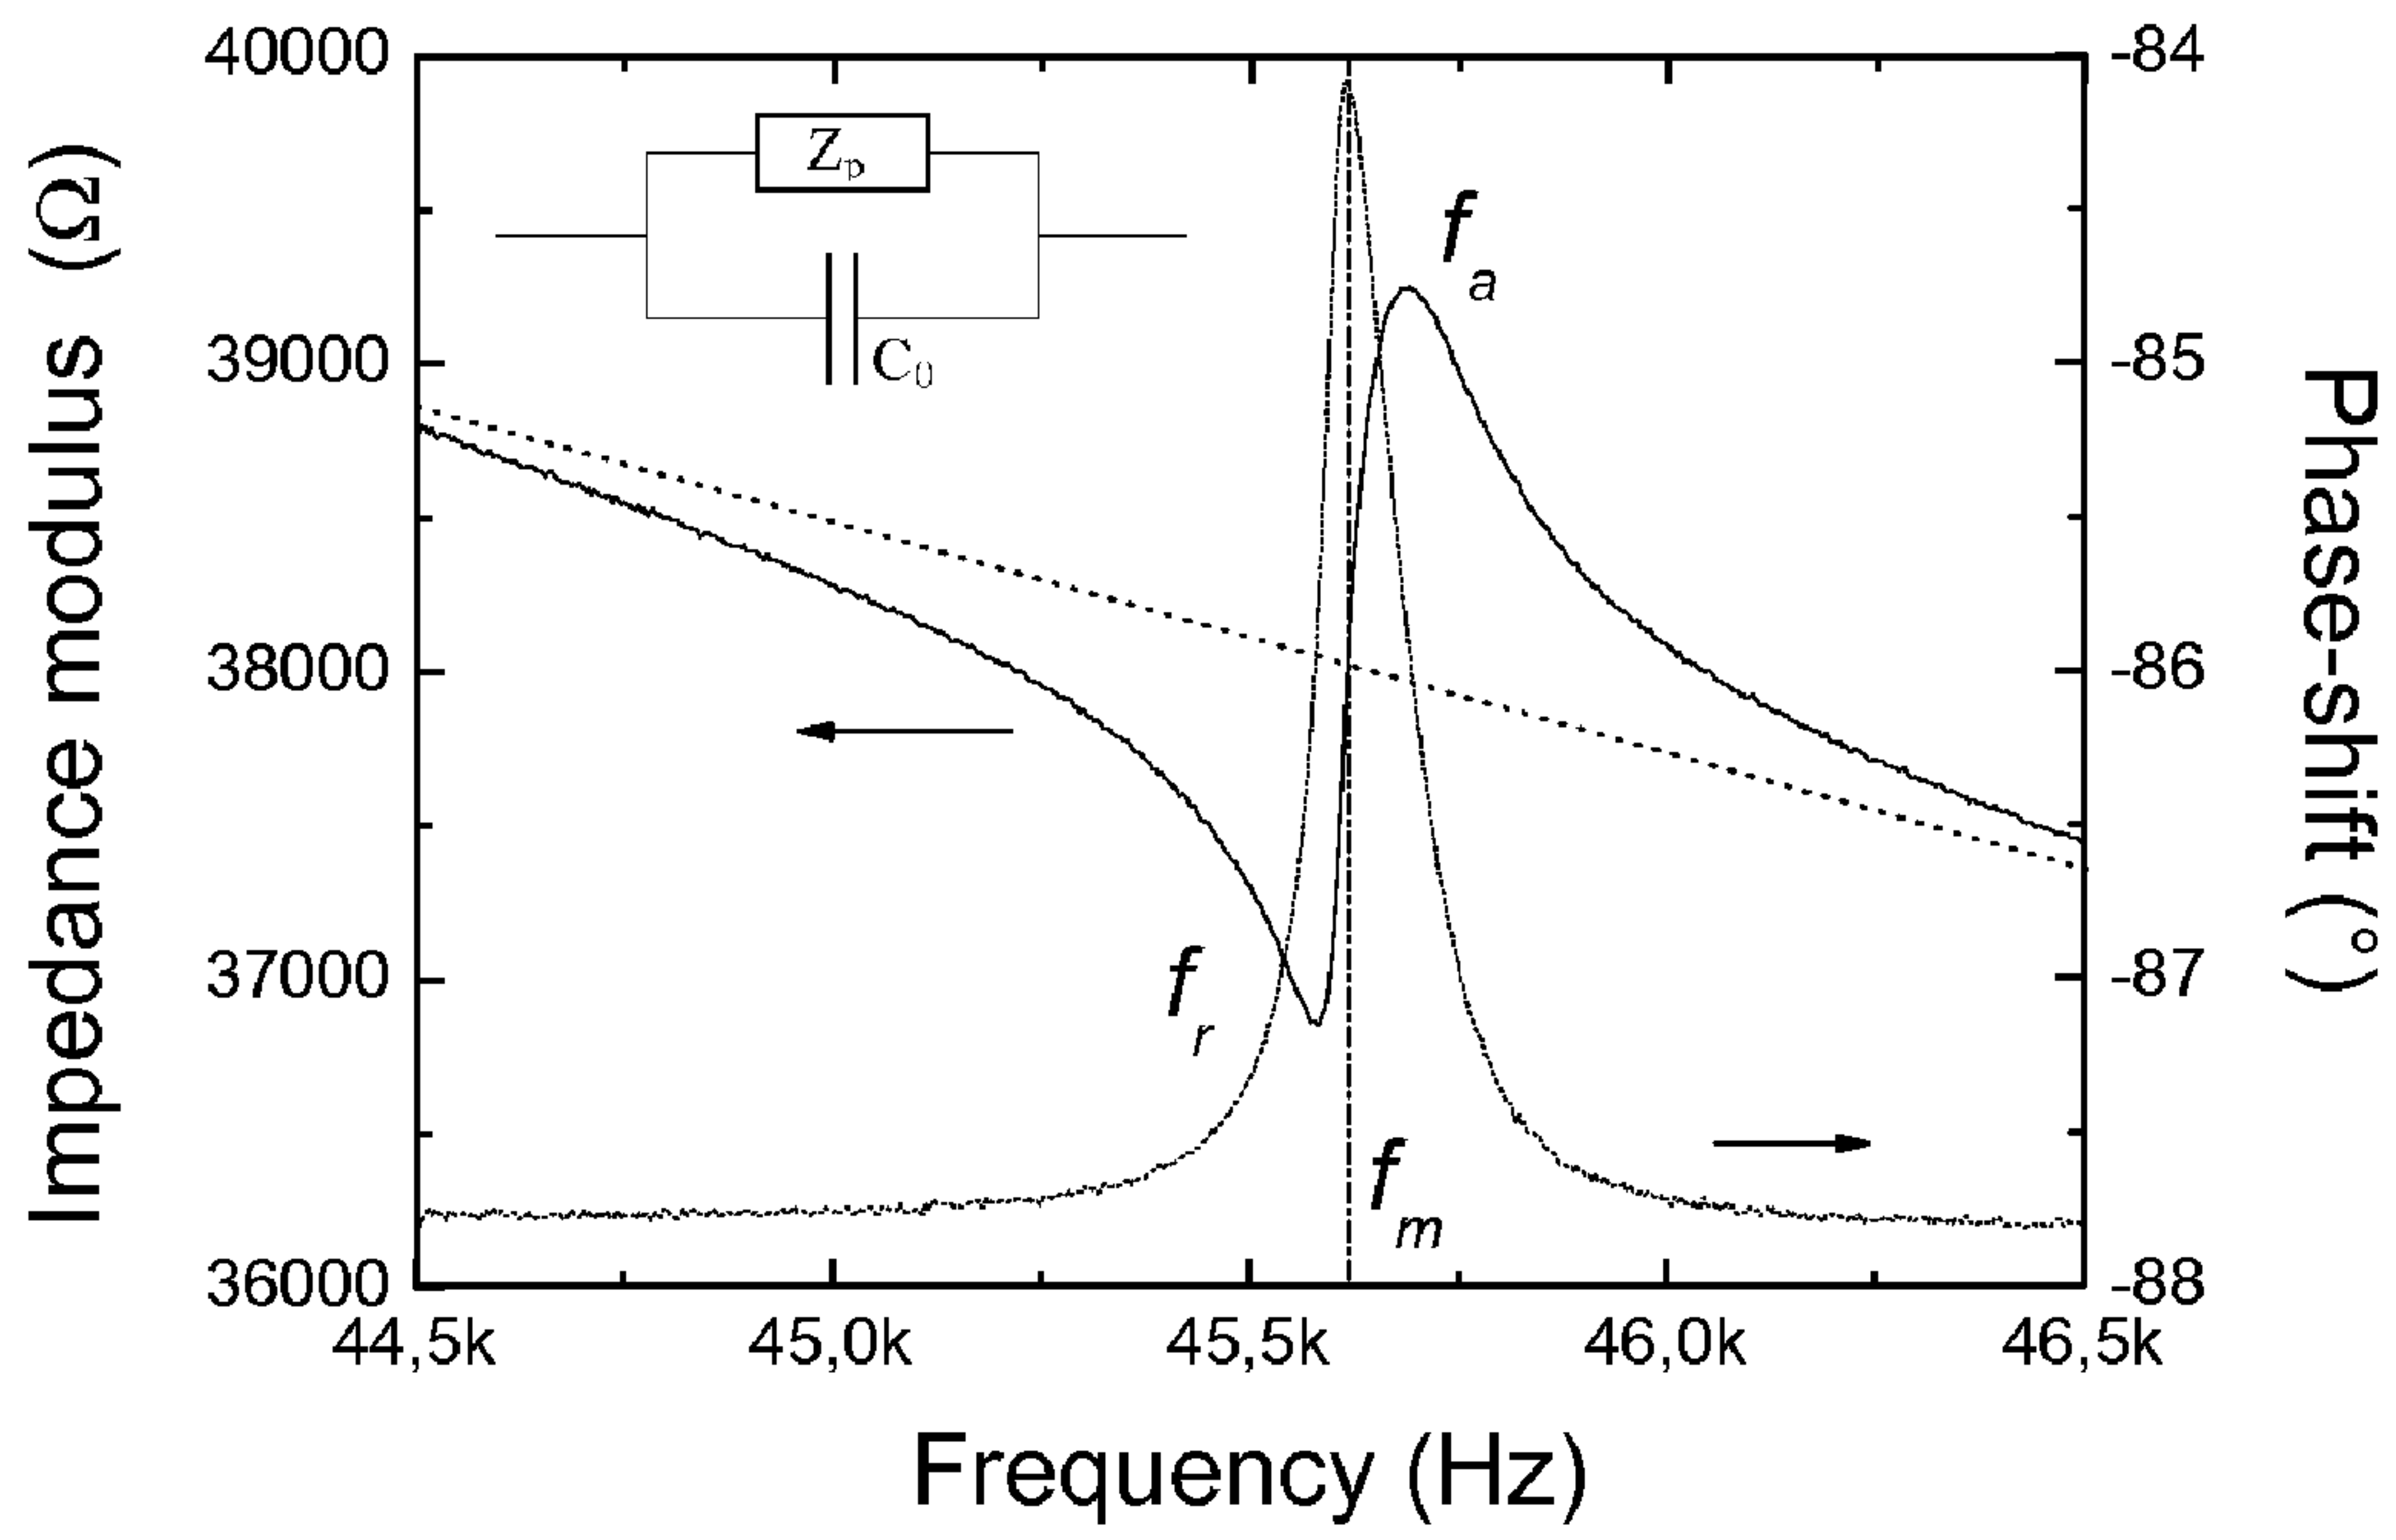 40000
39000
38000
37000
36000
Impedance modulus (Ω)
-84
-85
-86
-87
-88
Phase-shift (°)
Zp
C0
fa
fr
fm
44,5k 45,0k 45,5k 46,0k 46,5k
Frequency (Hz)